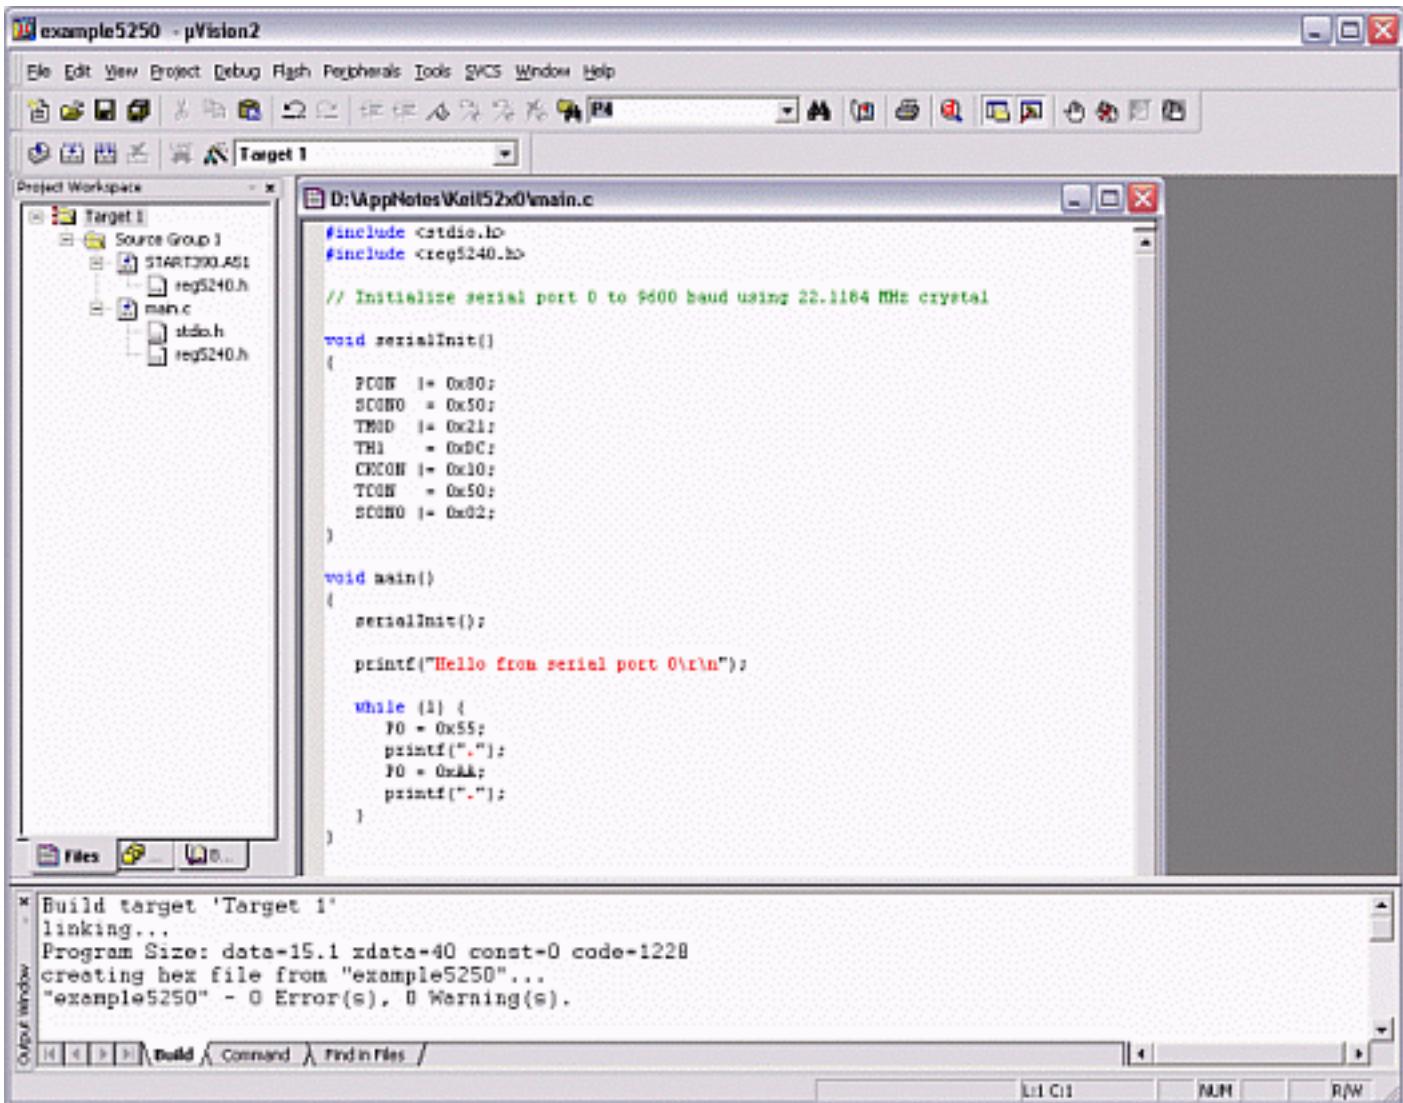 example5250 - µVision2
File Edit View Project Debug Flash Peripherals Tools SVCS Window Help
P4
Target 1
Project Workspace
Target 1
Source Group 1
START390.A51
reg5240.h
main.c
stdio.h
reg5240.h
Files
D:\AppNotes\Keil52x0\main.c
#include <stdio.h>
#include <reg5240.h>
// Initialize serial port 0 to 9600 baud using 22.1184 MHz crystal
void serialInit()
{
PCON |= 0x80;
SCON0 = 0x50;
TMOD |= 0x21;
TH1 = 0xDC;
CKCON |= 0x10;
TCON = 0x50;
SCON0 |= 0x02;
}
void main()
{
serialInit();
printf("Hello from serial port 0\r\n");
while (1) {
P0 = 0x55;
printf(".");
P0 = 0xAA;
printf(".");
}
}
Output Window
Build target 'Target 1'
linking...
Program Size: data=15.1 xdata=40 const=0 code=1228
creating hex file from "example5250"...
"example5250" - 0 Error(s), 0 Warning(s).
Build Command Find in Files
L:1 C:1 NUM R/W